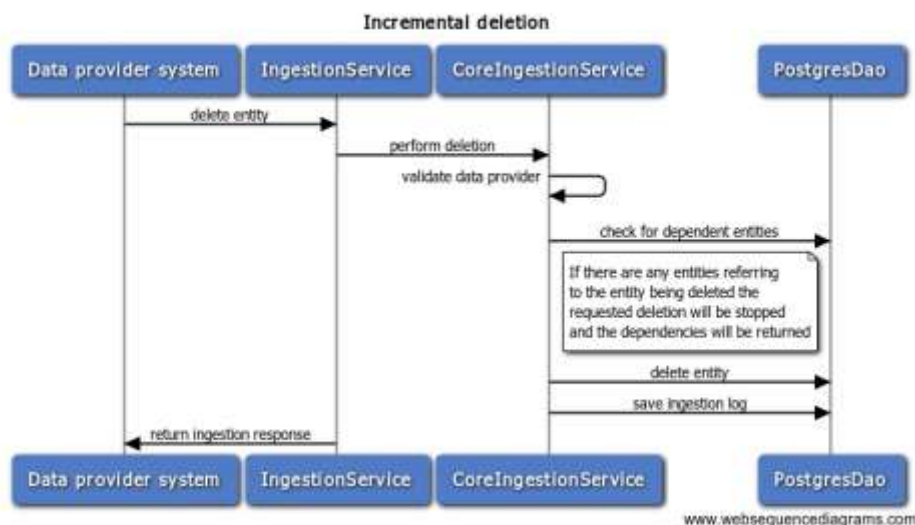 Incremental deletion
Data provider system
IngestionService
CoreIngestionService
PostgresDao
delete entity
perform deletion
validate data provider
check for dependent entities
If there are any entities referring
to the entity being deleted the
requested deletion will be stopped
and the dependencies will be returned
delete entity
save ingestion log
return ingestion response
Data provider system
IngestionService
CoreIngestionService
PostgresDao
www.websequencediagrams.com